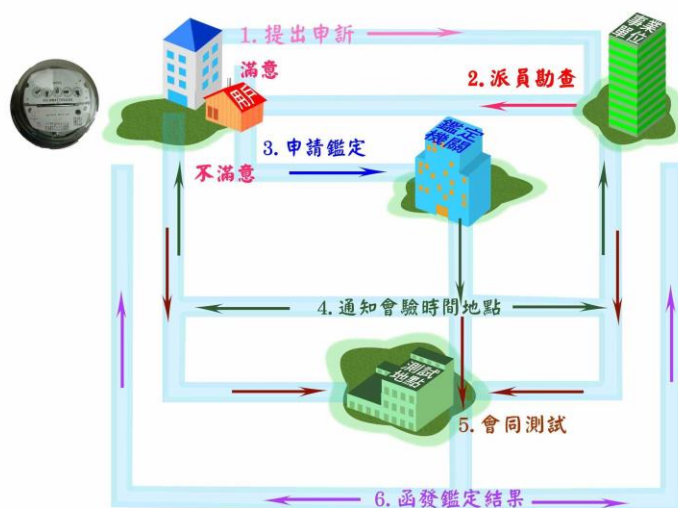 1.提出申訴
事業
單位
滿意
2.派員勘查
3.申請鑑定
鑑定
機關
不滿意
4.通知會驗時間地點
測試
地點
5.會同測試
6.函發鑑定結果